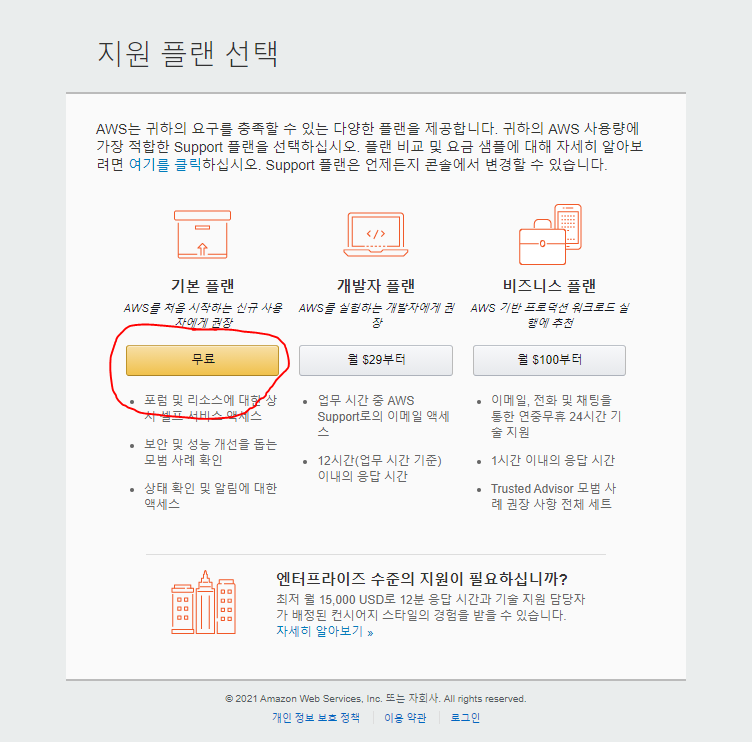 지원 플랜 선택
AWS는 귀하의 요구를 충족할 수 있는 다양한 플랜을 제공합니다. 귀하의 AWS 사용량에
가장 적합한 Support 플랜을 선택하십시오. 플랜 비교 및 요금 샘플에 대해 자세히 알아보
려면 여기를 클릭하십시오. Support 플랜은 언제든지 콘솔에서 변경할 수 있습니다.
</>
기본 플랜
AWS를 처음 시작하는 신규 사용
자에게 권장
무료
• 포럼 및 리소스에 대한 상
시 셀프 서비스 액세스
• 보안 및 성능 개선을 돕는
모범 사례 확인
• 상태 확인 및 알림에 대한
액세스
개발자 플랜
AWS를 실험하는 개발자에게 권
장
월 $29부터
• 업무 시간 중 AWS
Support로의 이메일 액세
스
• 12시간(업무 시간 기준)
이내의 응답 시간
비즈니스 플랜
AWS 기반 프로덕션 워크로드 실
행에 추천
월 $100부터
• 이메일, 전화 및 채팅을
통한 연중무휴 24시간 기
술 지원
• 1시간 이내의 응답 시간
• Trusted Advisor 모범 사
례 권장 사항 전체 세트
엔터프라이즈 수준의 지원이 필요하십니까?
최저 월 15,000 USD로 12분 응답 시간과 기술 지원 담당자
가 배정된 컨시어지 스타일의 경험을 받을 수 있습니다.
자세히 알아보기 »
© 2021 Amazon Web Services, Inc. 또는 자회사. All rights reserved.
개인 정보 보호 정책 | 이용 약관 | 로그인